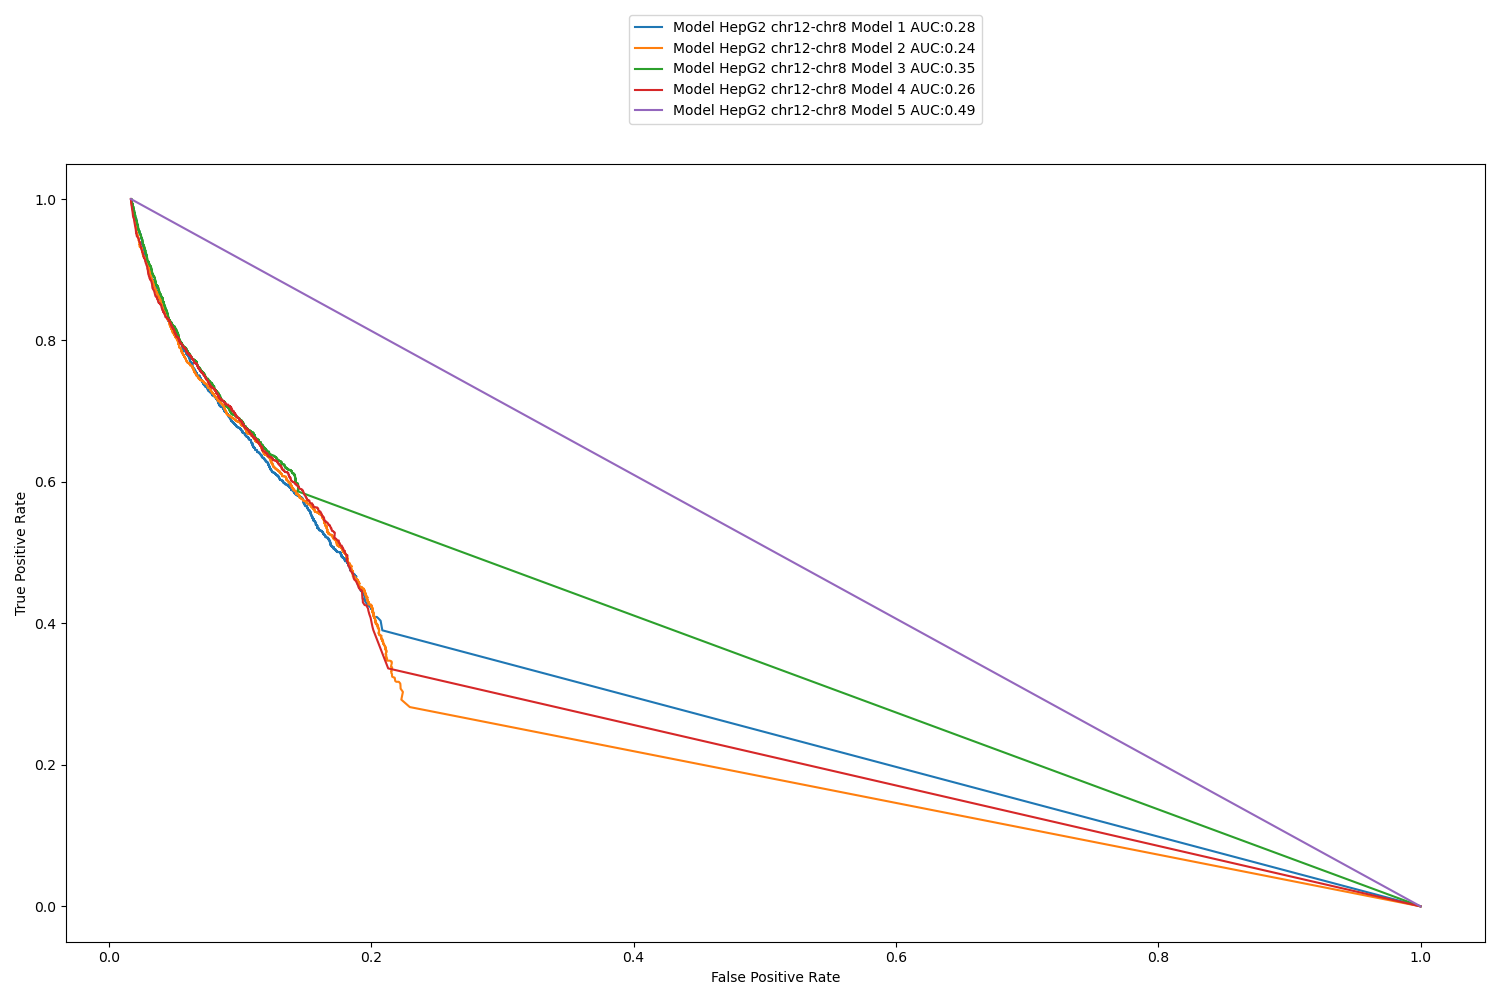 Model HepG2 chr12-chr8 Model 1 AUC:0.28
Model HepG2 chr12-chr8 Model 2 AUC:0.24
Model HepG2 chr12-chr8 Model 3 AUC:0.35
Model HepG2 chr12-chr8 Model 4 AUC:0.26
Model HepG2 chr12-chr8 Model 5 AUC:0.49
1.0
0.8
0.6
0.4
0.2
0.0
True Positive Rate
0.0 0.2 0.4 0.6 0.8 1.0
False Positive Rate